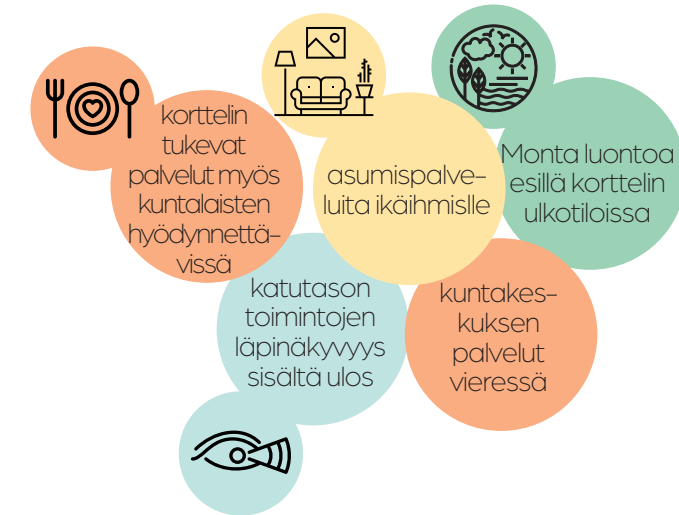 korttelin
tukevat
palvelut myös
kuntalaisten
hyödynnettä-
vissä
asumispalve-
luita ikäihmislle
Monta luontoa
esillä korttelin
ulkotiloissa
katutason
toimintojen
läpinäkyvyys
sisältä ulos
kuntakes-
kuksen
palvelut
vieressä